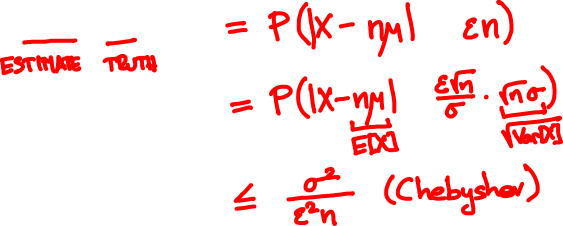 = P(|X - nμ| εn)
ESTIMATE TRUTH
= P(|X - nμ| ε√n/σ · √n σ)
E[X] √Var[X]
≤ σ²/ε²n (Chebyshev)